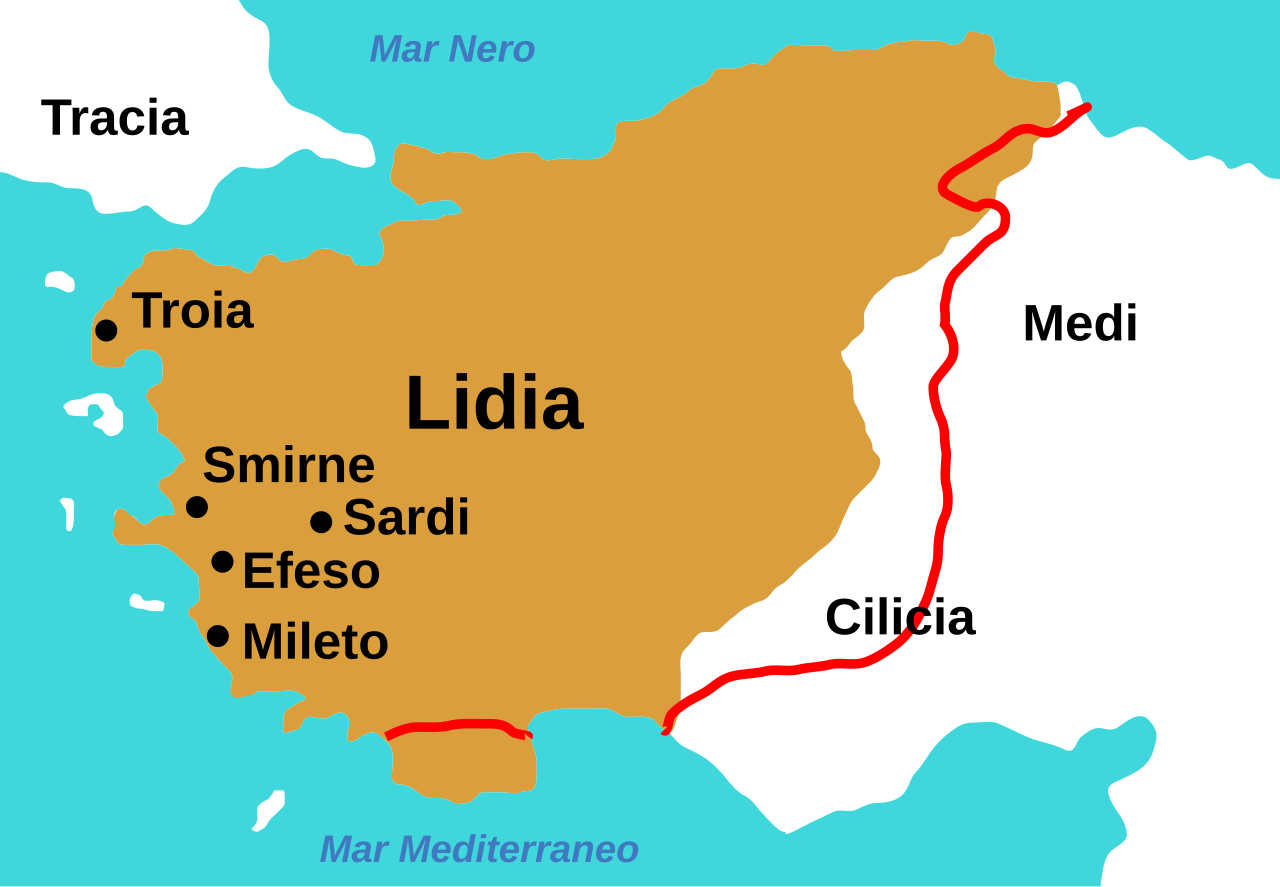 Mar Nero
Tracia
Troia
Medi
Lidia
Smirne
Sardi
Efeso
Cilicia
Mileto
Mar Mediterraneo